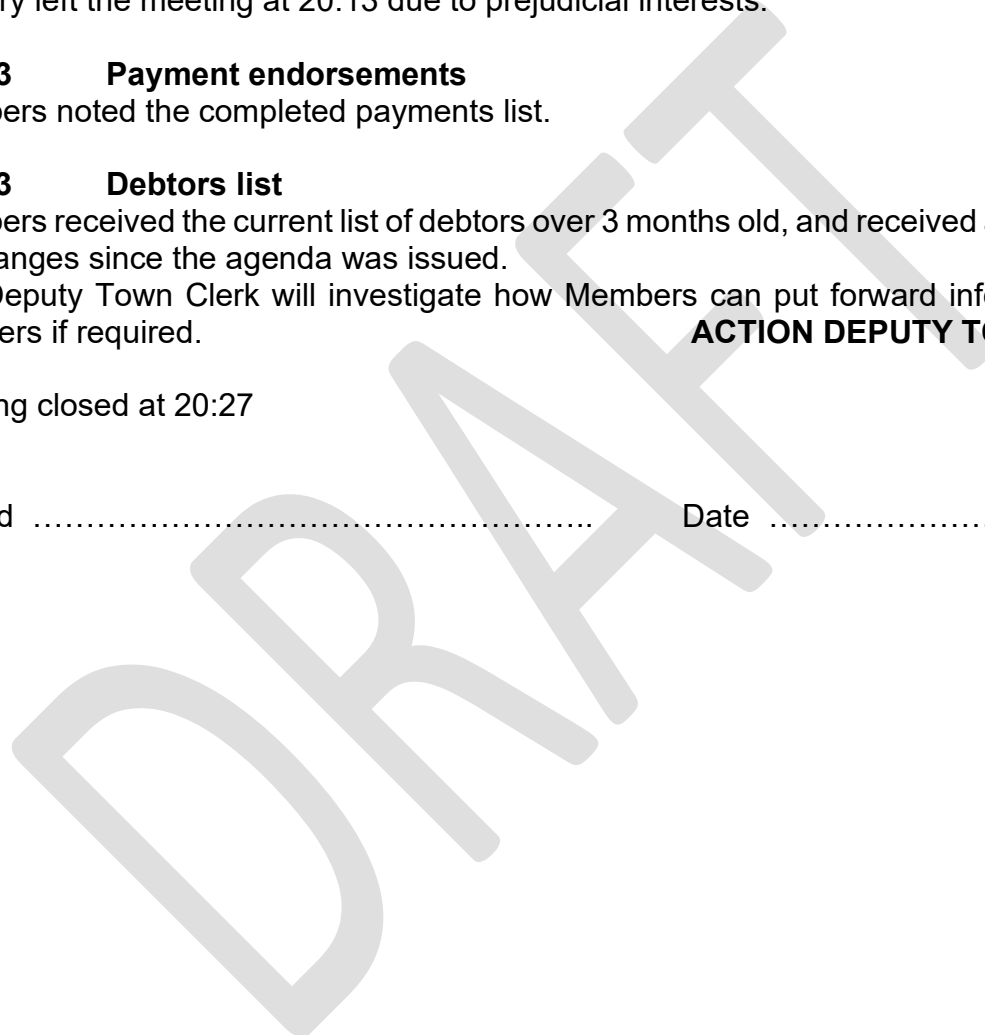 ry left the meeting at 20:13 due to prejudicial interests.
3 Payment endorsements
bers noted the completed payments list.
3 Debtors list
bers received the current list of debtors over 3 months old, and received
anges since the agenda was issued.
Deputy Town Clerk will investigate how Members can put forward inf
ers if required. ACTION DEPUTY T
ng closed at 20:27
d ………………………………………………….. Date ………………….
DRAFT